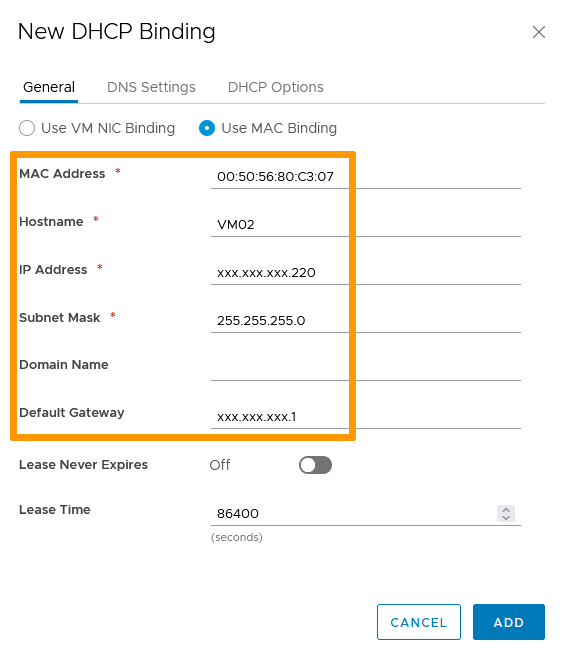 New DHCP Binding
General DNS Settings DHCP Options
Use VM NIC Binding Use MAC Binding
MAC Address * 00:50:56:80:C3:07
Hostname * VM02
IP Address * xxx.xxx.xxx.220
Subnet Mask * 255.255.255.0
Domain Name
Default Gateway xxx.xxx.xxx.1
Lease Never Expires Off
Lease Time 86400
(seconds)
CANCEL ADD